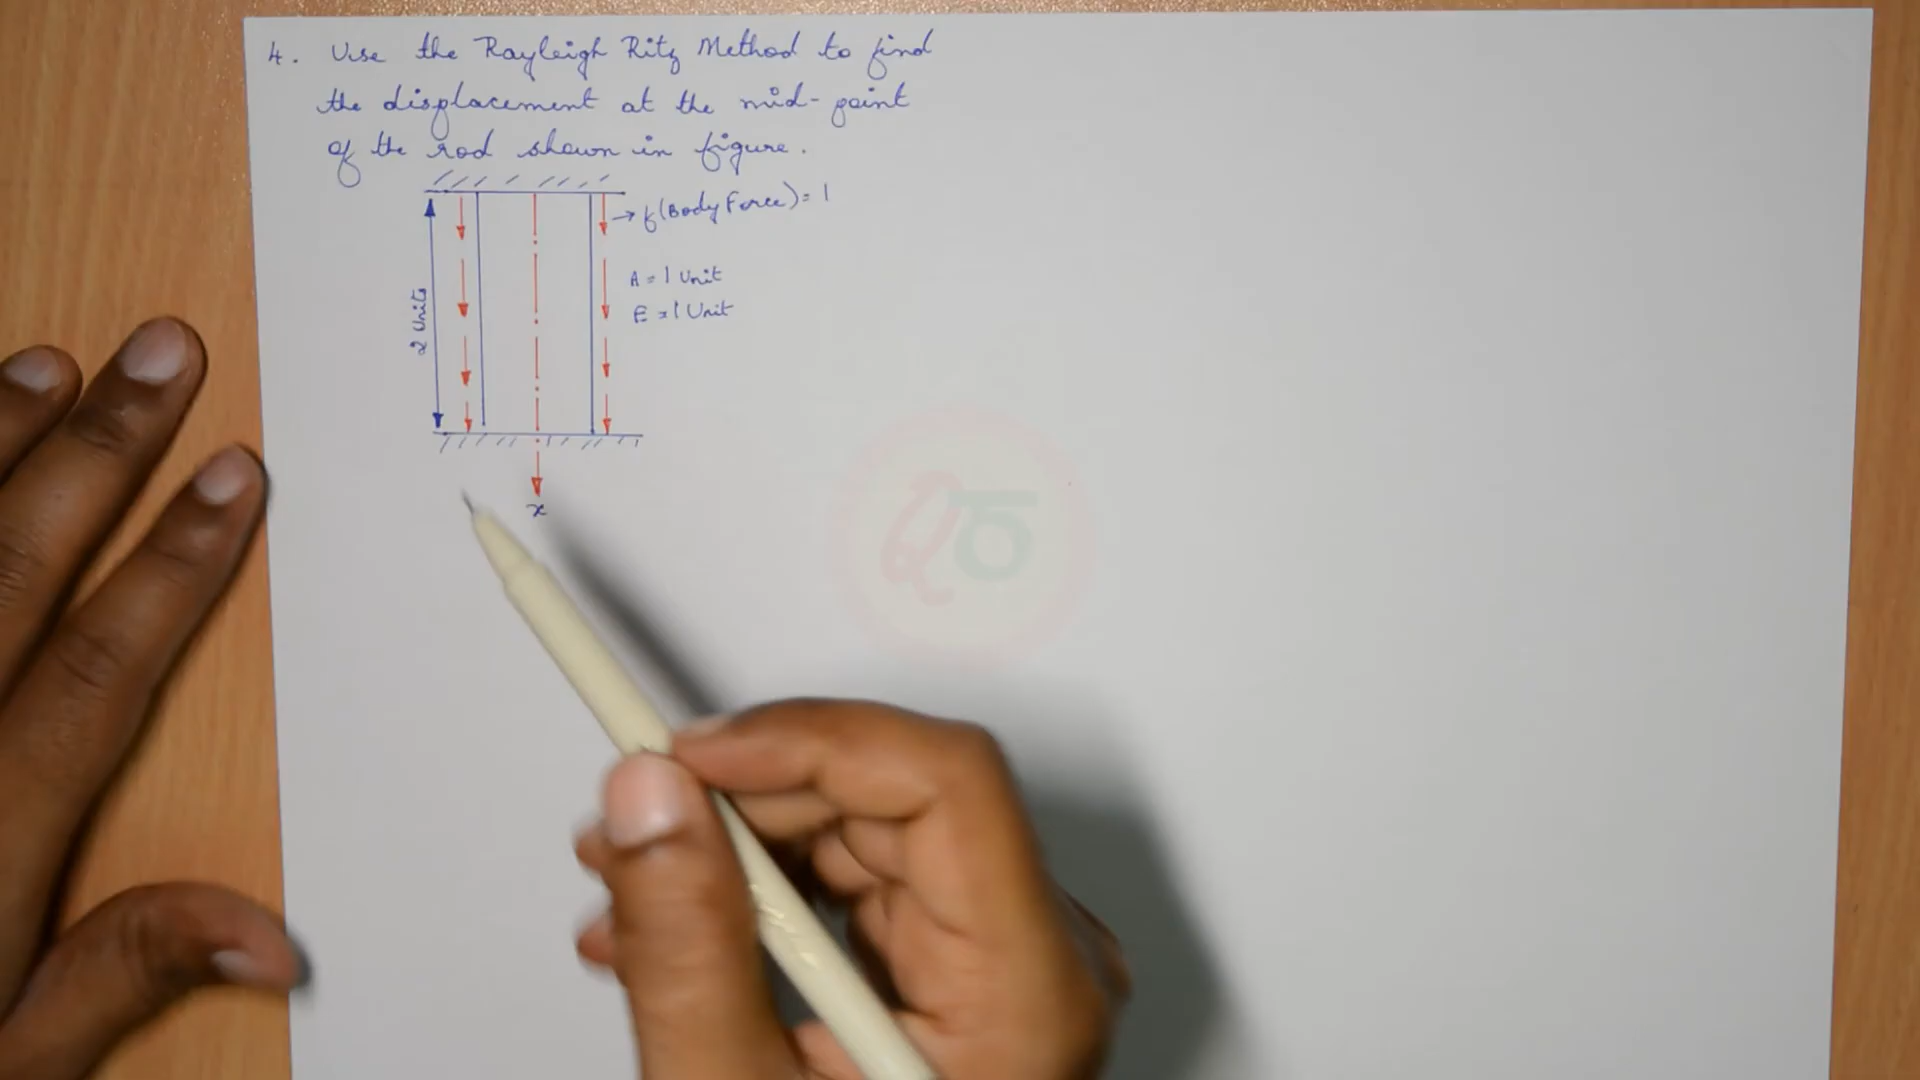 4. Use the Rayleigh Ritz Method to find
the displacement at the mid-point
of the rod shown in figure.
→ f(Body Force) = 1
2 Units
A = 1 Unit
E = 1 Unit
x